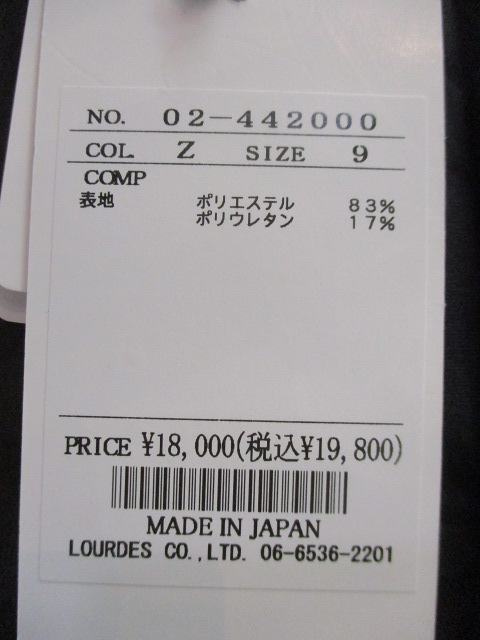 NO. 02-442000
COL. Z SIZE 9
COMP
表地 ポリエステル 83%
ポリウレタン 17%
PRICE ¥18,000(税込¥19,800)
MADE IN JAPAN
LOURDES CO.,LTD. 06-6536-2201